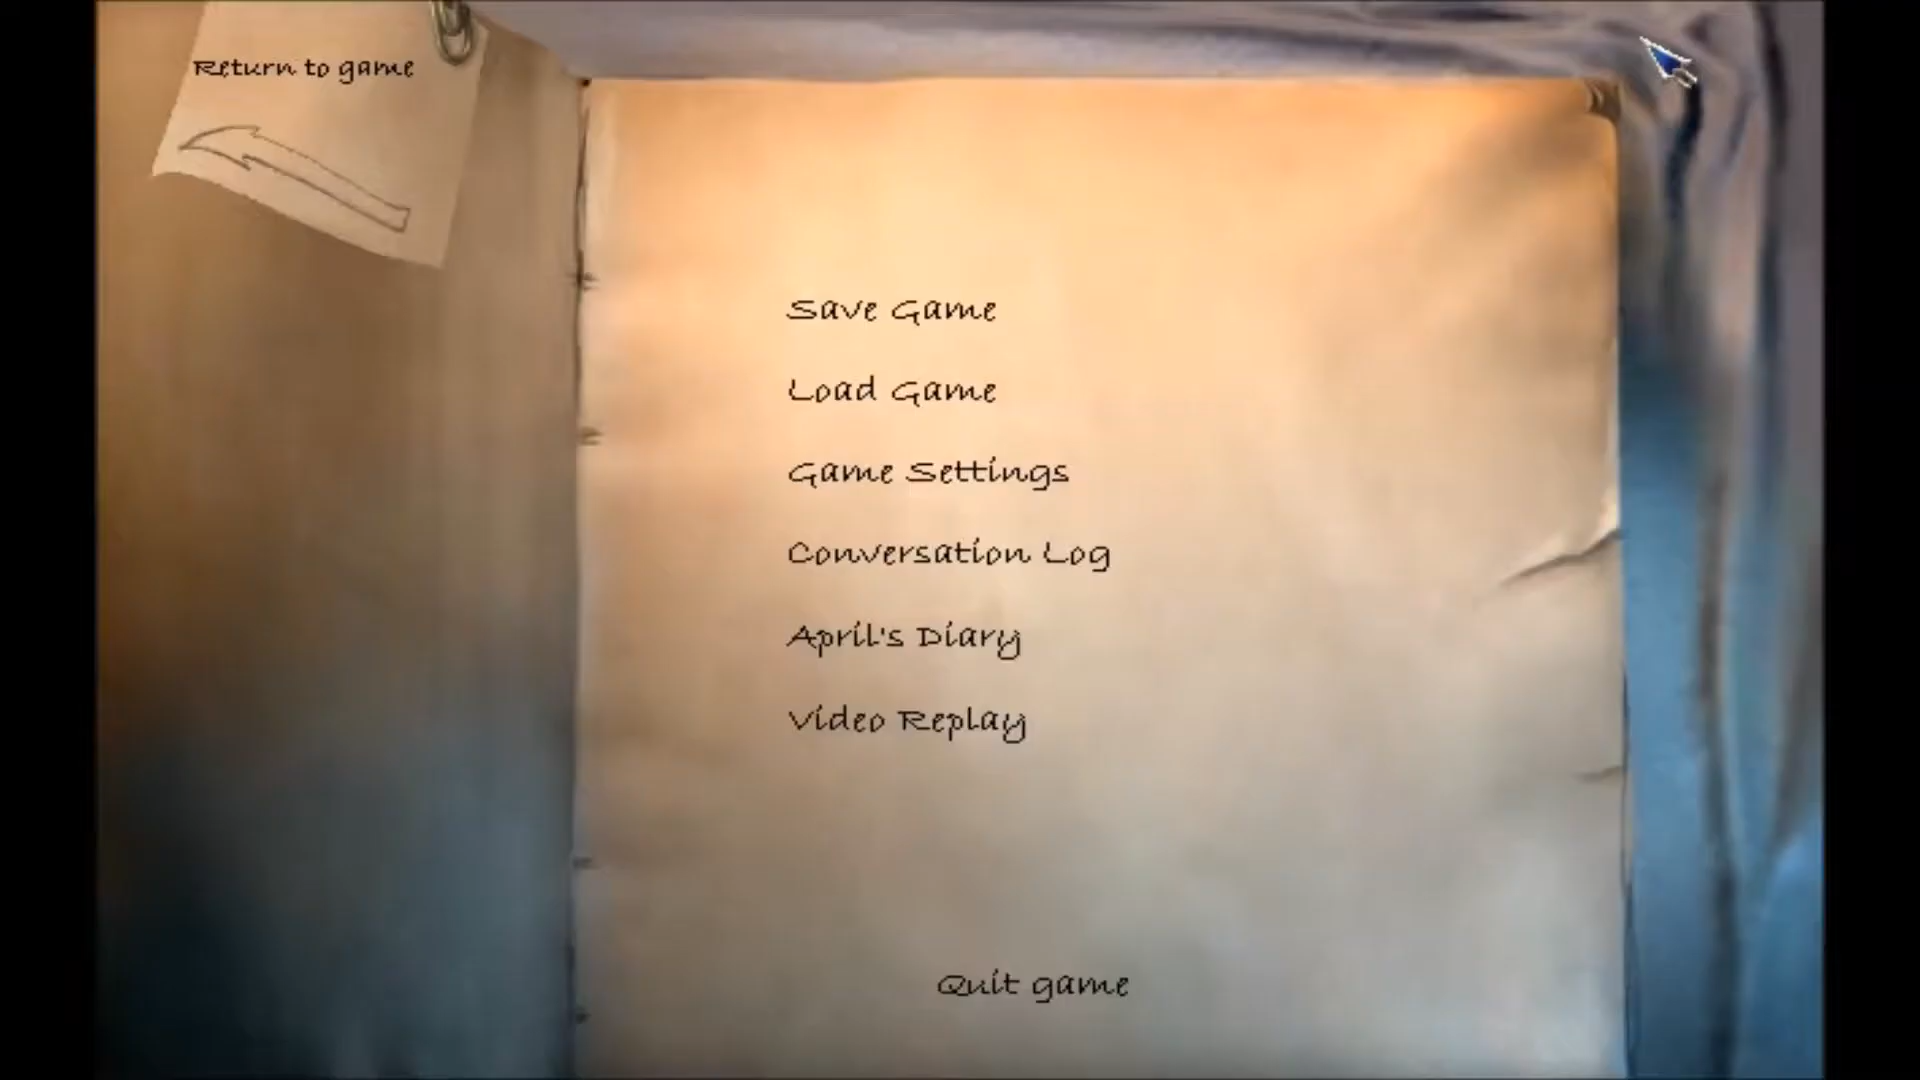 Return to game
Save Game
Load Game
Game Settings
Conversation Log
April's Diary
Video Replay
Quit game